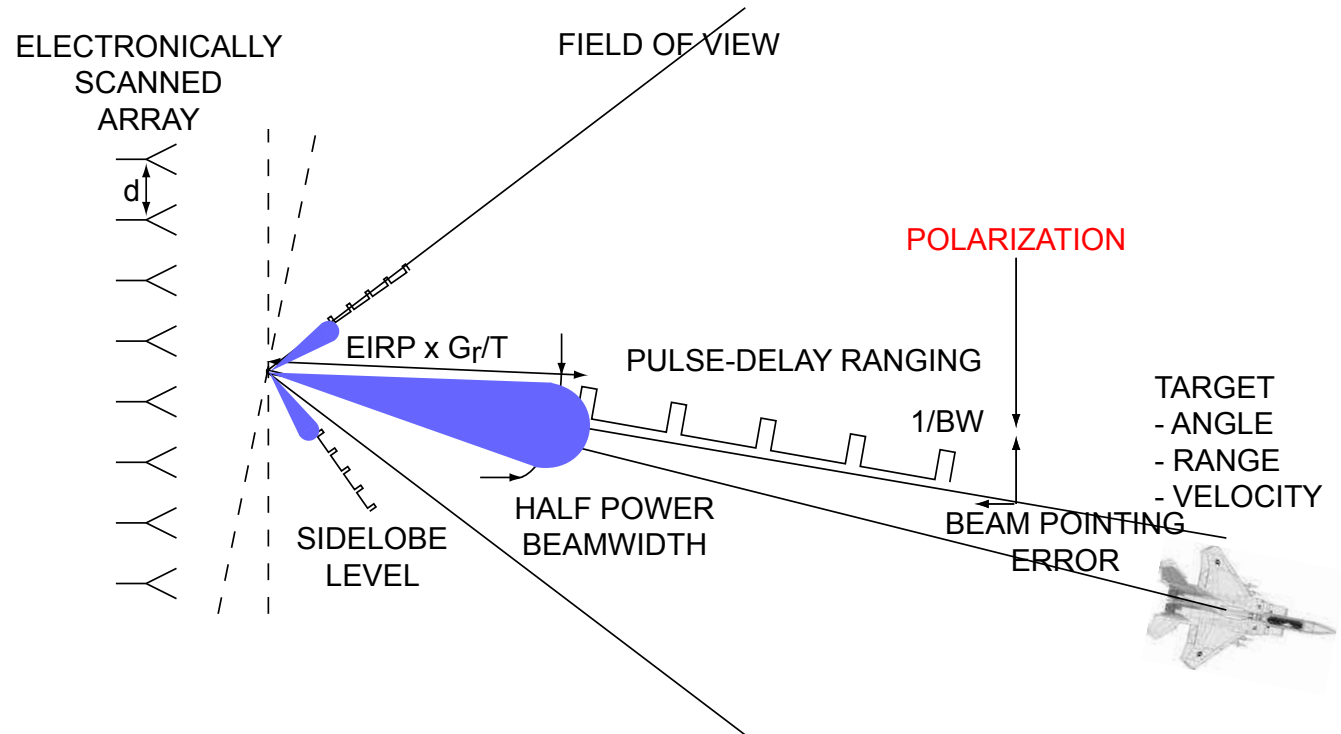 ELECTRONICALLY
SCANNED
ARRAY
FIELD OF VIEW
d
POLARIZATION
EIRP x Gr/T
PULSE-DELAY RANGING
1/BW
TARGET
- ANGLE
- RANGE
- VELOCITY
HALF POWER
BEAMWIDTH
BEAM POINTING
ERROR
SIDELOBE
LEVEL